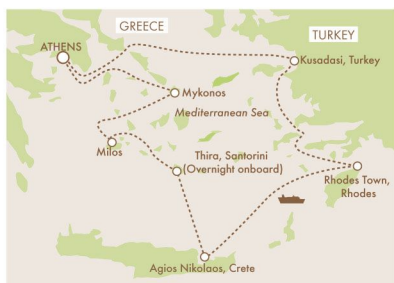 GREECE
TURKEY
ATHENS
Kusadasi, Turkey
Mykonos
Mediterranean Sea
Milos
Thira, Santorini
(Overnight onboard)
Rhodes Town,
Rhodes
Agios Nikolaos, Crete